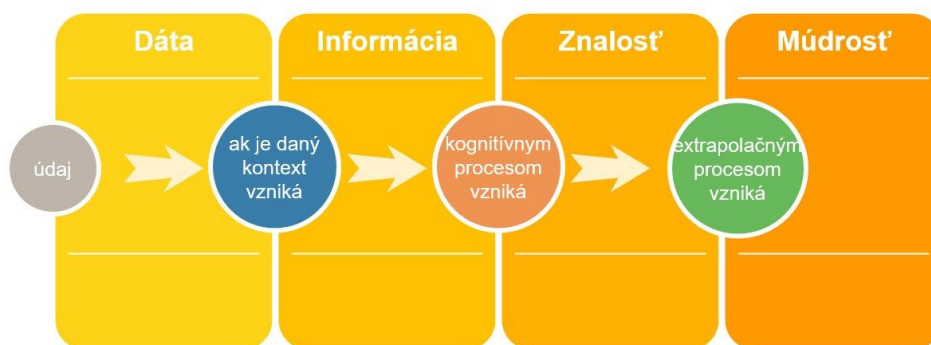 Dáta
Informácia
Znalosť
Múdrosť
údaj
ak je daný
kontext
vzniká
kognitívnym
procesom
vzniká
extrapolačným
procesom
vzniká